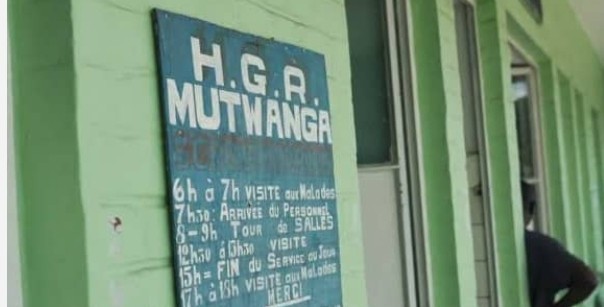 H.G.R.
MUTWANGA
6h à 7h VISITE aux Malades
7h30: ARRIVÉE du PERSONNEL
8-9h TOUR de SALLES
12h30 à 13h30 VISITE
15h = FIN du SERVICE du JOUR
17h à 18h VISITE aux Malades
MERCI